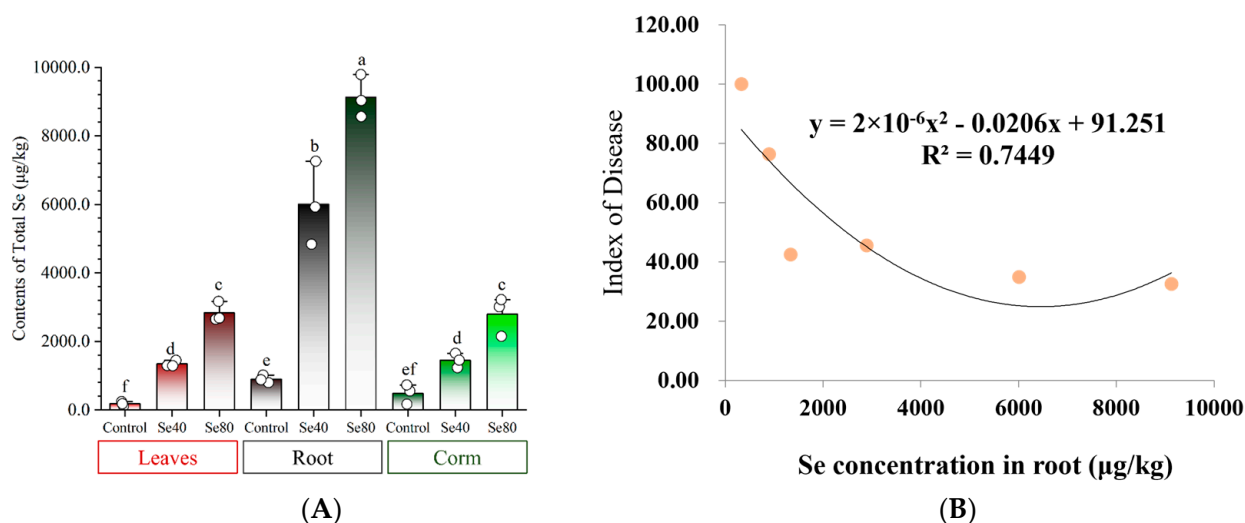 Contents of Total Se (μg/kg)
10000.0
8000.0
6000.0
4000.0
2000.0
0.0
f
d
c
e
b
a
ef
d
c
Control Se40 Se80 Control Se40 Se80 Control Se40 Se80
Leaves Root Corm
(A)
Index of Disease
120.00
100.00
80.00
60.00
40.00
20.00
0.00
y = 2×10⁻⁶x² - 0.0206x + 91.251
R² = 0.7449
0 2000 4000 6000 8000 10000
Se concentration in root (μg/kg)
(B)